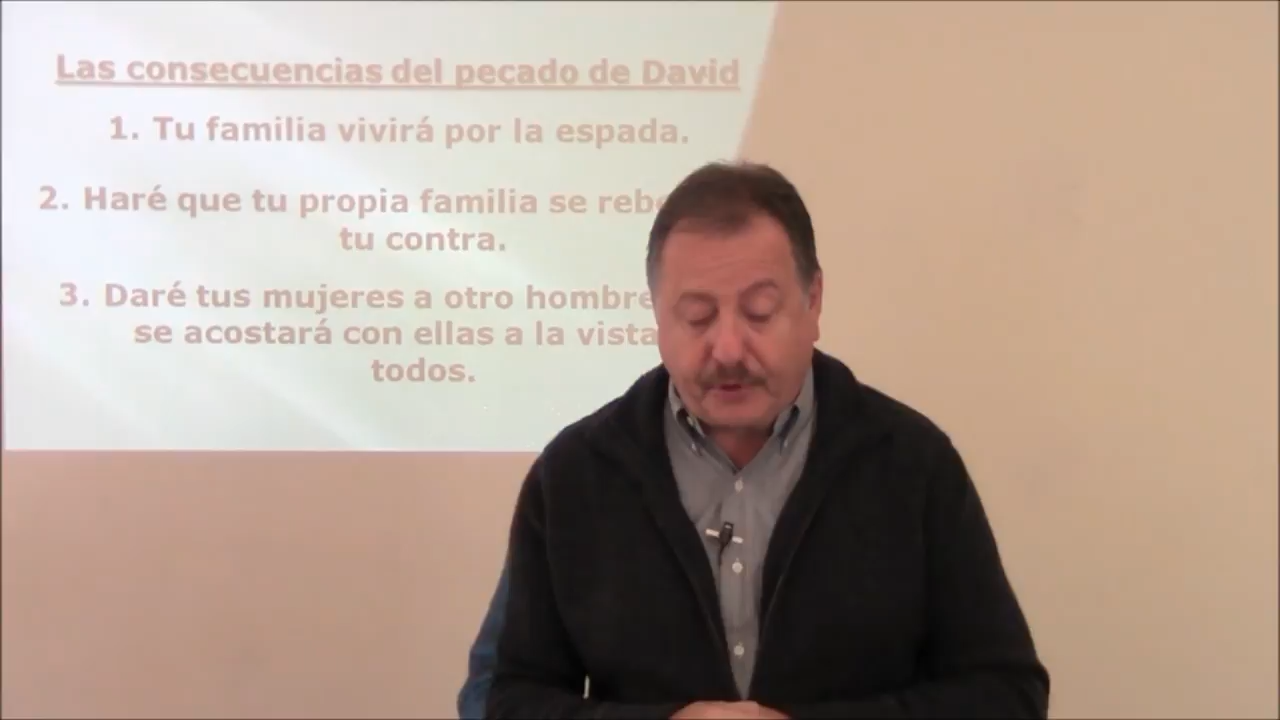 Las consecuencias del pecado de David
1. Tu familia vivirá por la espada.
2. Haré que tu propia familia se reb
tu contra.
3. Daré tus mujeres a otro hombre
se acostará con ellas a la vista
todos.